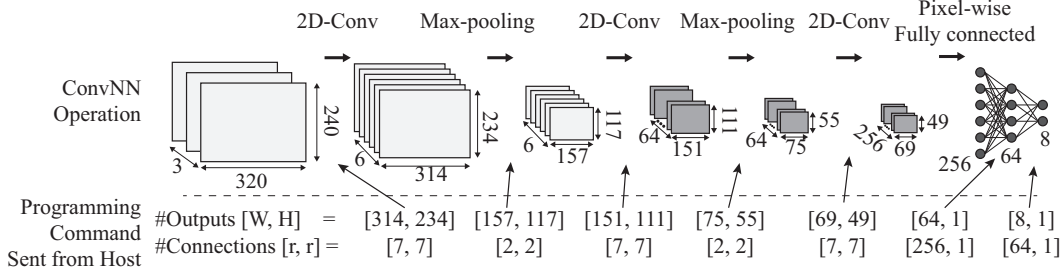 2D-Conv Max-pooling 2D-Conv Max-pooling 2D-Conv Pixel-wise Fully connected
ConvNN Operation
3 320 240
6 314 234
6 157 117
64 151 111
64 75 55
256 69 49
256 64 8
Programming Command Sent from Host
#Outputs [W, H] = [314, 234] [157, 117] [151, 111] [75, 55] [69, 49] [64, 1] [8, 1]
#Connections [r, r] = [7, 7] [2, 2] [7, 7] [2, 2] [7, 7] [256, 1] [64, 1]